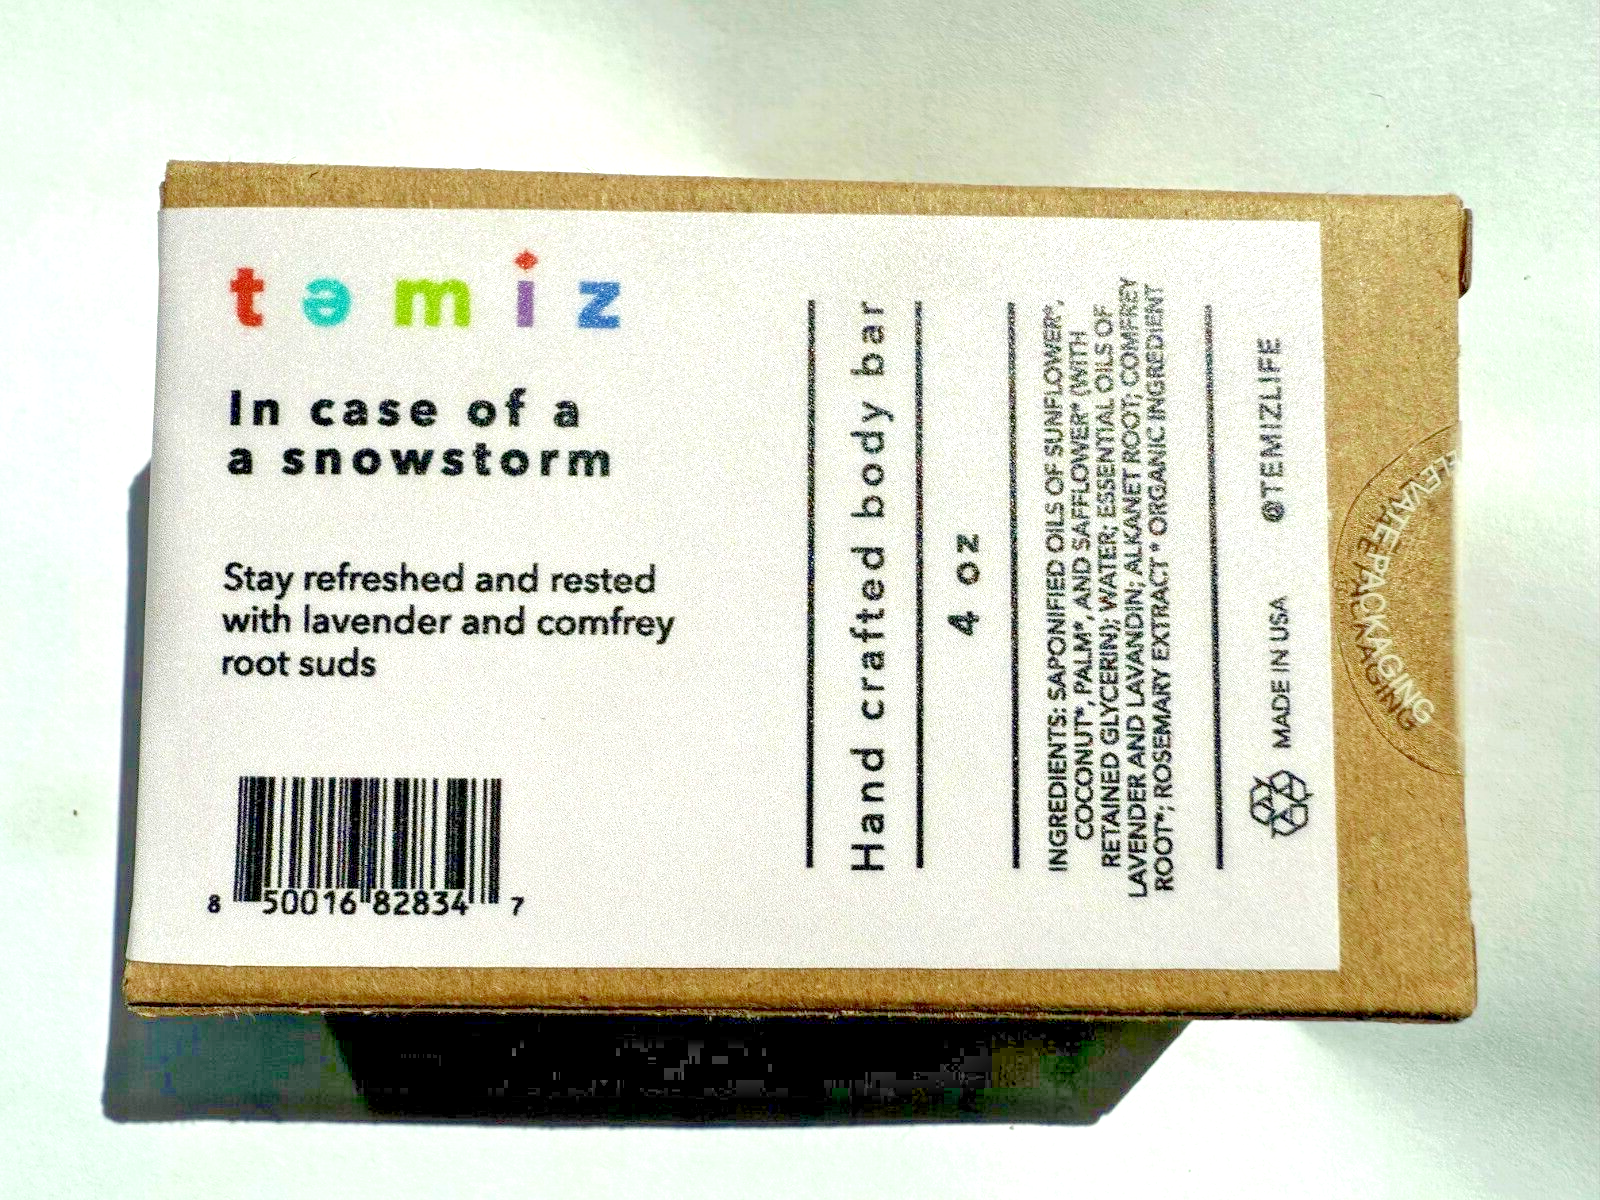 təmiz
In case of a
a snowstorm
Stay refreshed and rested
with lavender and comfrey
root suds
8 50016 82834 7
Hand crafted body bar
4 oz
INGREDIENTS: SAPONIFIED OILS OF SUNFLOWER*,
COCONUT*, PALM*, AND SAFFLOWER* (WITH
RETAINED GLYCERIN); WATER; ESSENTIAL OILS OF
LAVENDER AND LAVANDIN; ALKANET ROOT; COMFREY
ROOT*; ROSEMARY EXTRACT * ORGANIC INGREDIENT
MADE IN USA @TEMIZLIFE
ELEVATE PACKAGING